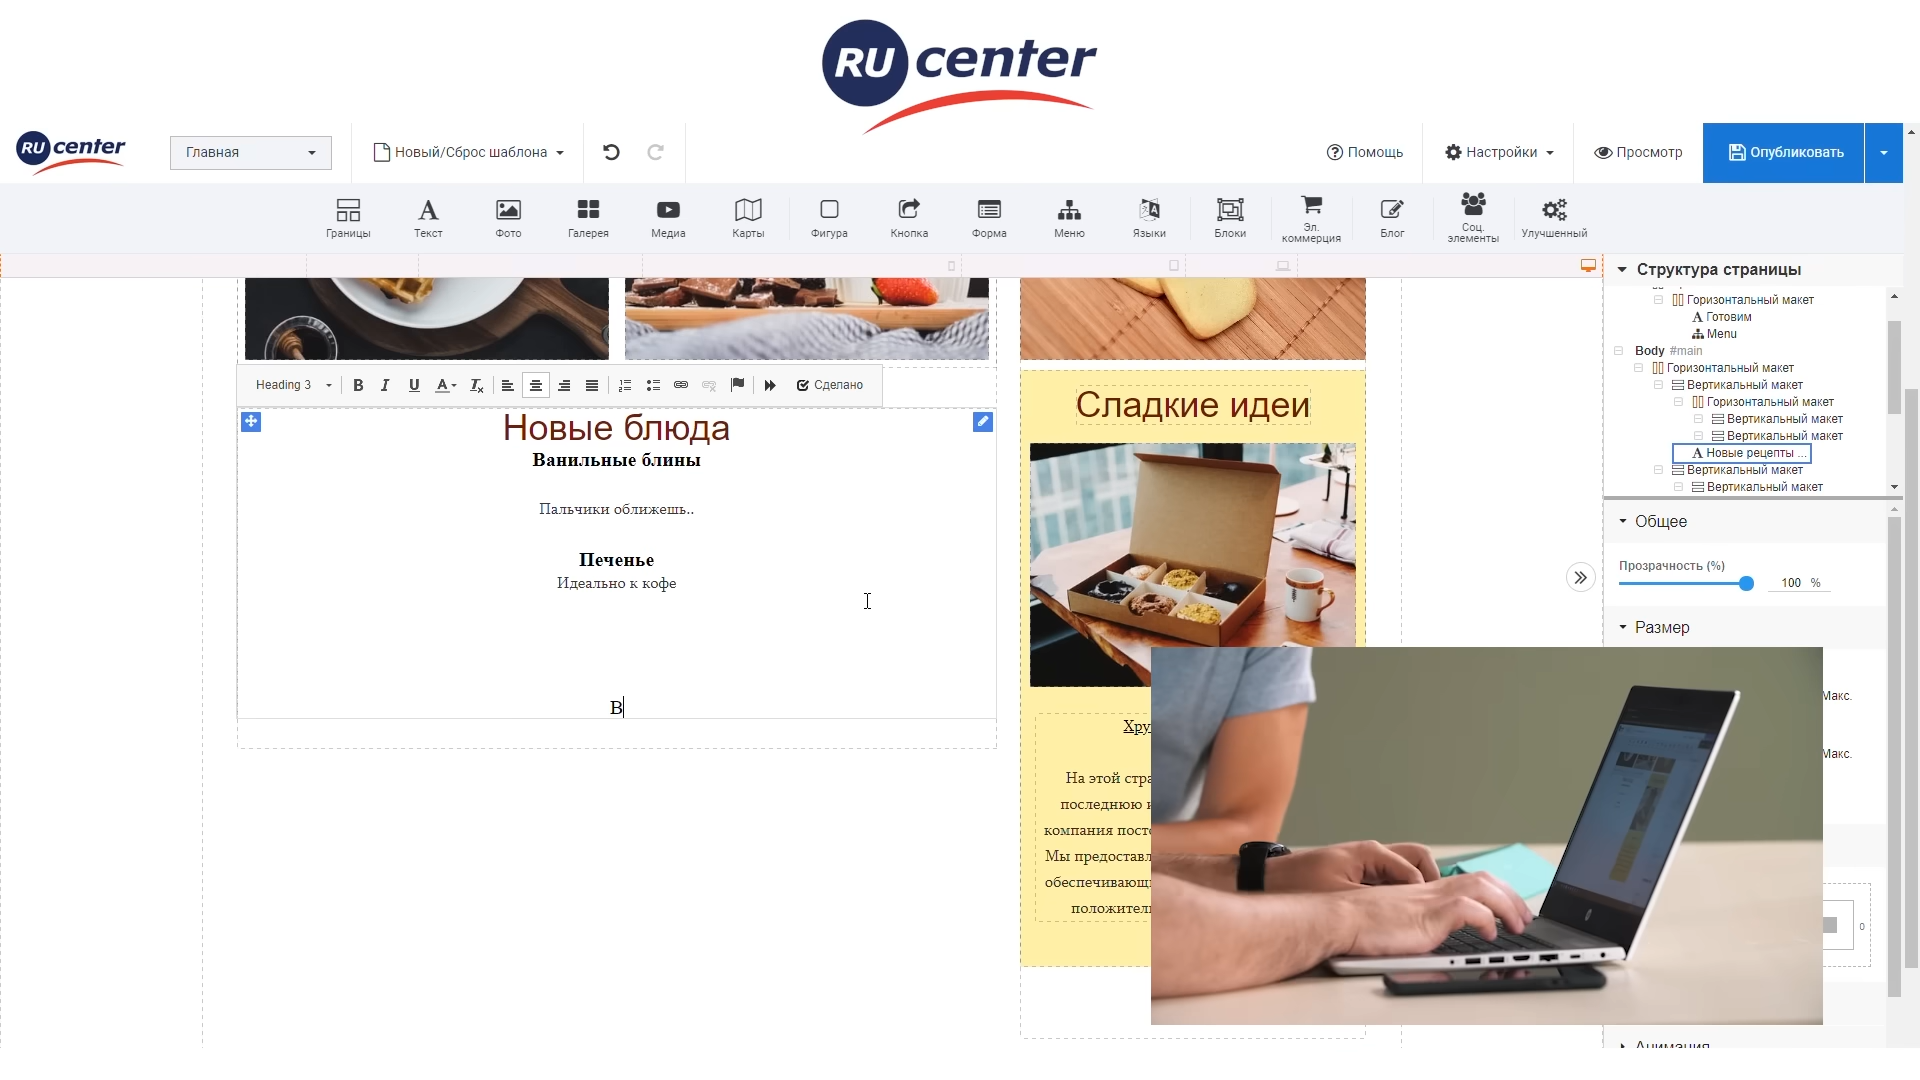 RU center
RU center
Главная
Новый/Сброс шаблона
Помощь
Настройки
Просмотр
Опубликовать
Границы
Текст
Фото
Галерея
Медиа
Карты
Фигура
Кнопка
Форма
Меню
Языки
Блоки
Эл. коммерция
Блог
Соц. элементы
Улучшенный
Структура страницы
Горизонтальный макет
Готовим
Menu
Body #main
Горизонтальный макет
Вертикальный макет
Горизонтальный макет
Вертикальный макет
Вертикальный макет
Новые рецепты ...
Вертикальный макет
Вертикальный макет
Heading 3
B I U A
Сделано
Новые блюда
Ванильные блины
Пальчики оближешь..
Печенье
Идеально к кофе
В
Сладкие идеи
Хру
На этой стра
последнюю и
компания посто
Мы предоставл
обеспечивающ
положител
Общее
Прозрачность (%)
100 %
Размер
Макс.
Макс.
0
Анимация